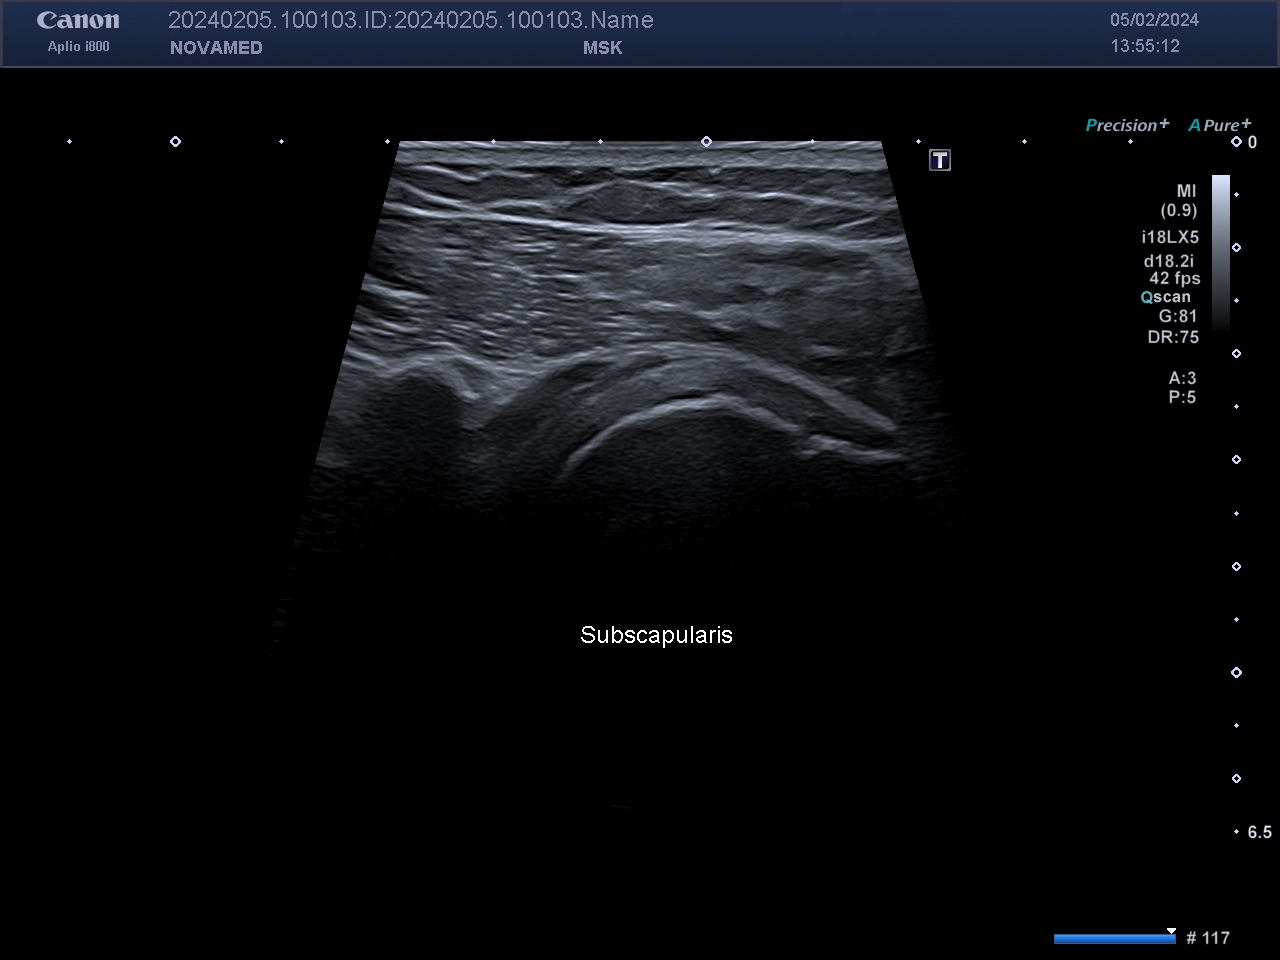 Canon
Aplio i800
20240205.100103.ID:20240205.100103.Name
NOVAMED
MSK
05/02/2024
13:55:12
Precision+ APure+
T
0
MI
(0.9)
i18LX5
d18.2i
42 fps
Qscan
G:81
DR:75
A:3
P:5
Subscapularis
6.5
# 117